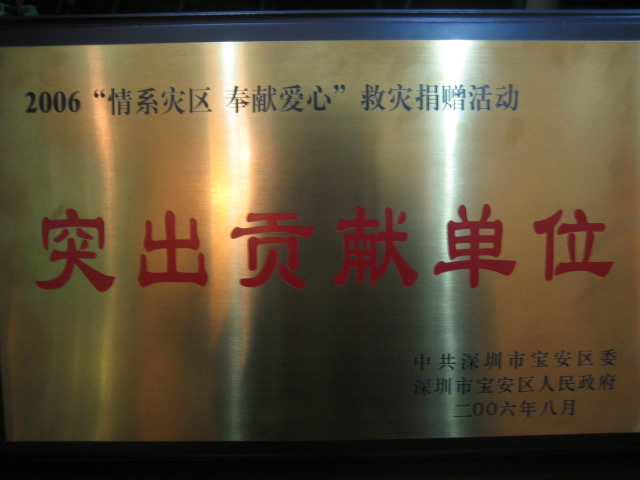 2006“情系灾区 奉献爱心”救灾捐赠活动
突出贡献单位
中共深圳市宝安区委
深圳市宝安区人民政府
二00六年八月